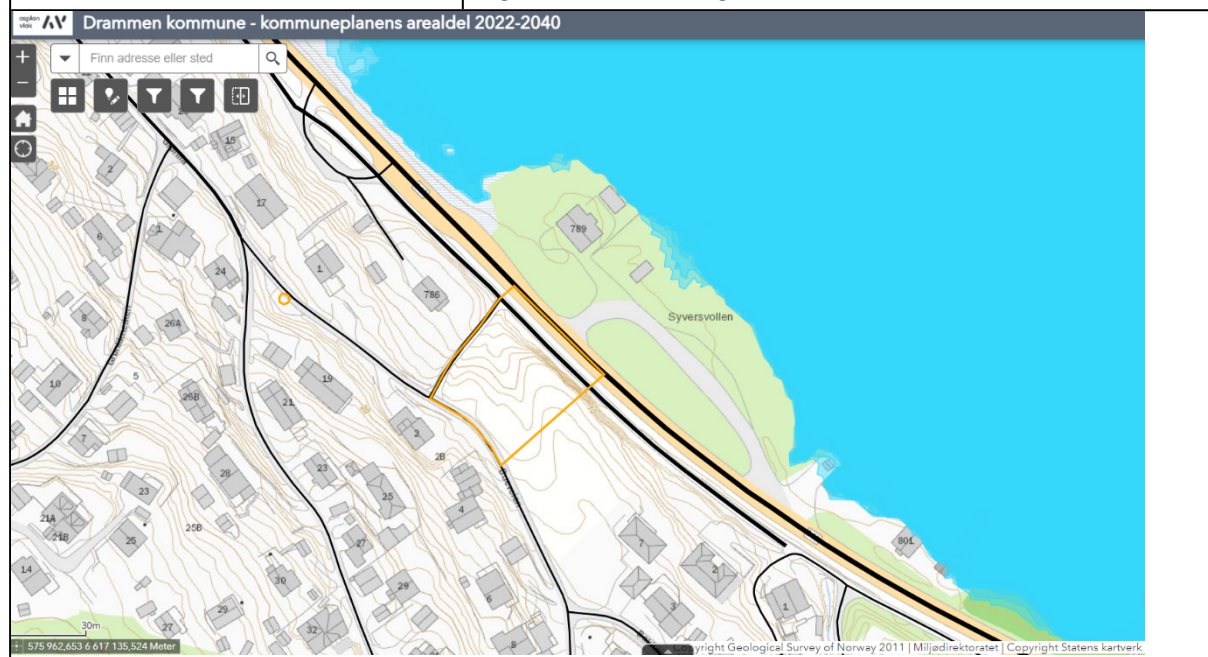 asplan viak
Drammen kommune - kommuneplanens arealdel 2022-2040
Finn adresse eller sted
15
2
17
6
1
1
24
789
786
Syversvollen
8
26A
5
10
19
26B
21
7
2
2B
28
23
23
25
4
21A
21B
25
25B
27
7
2
801
14
30
29
6
3
1
29
27
32
9
30m
575 962,653 6 617 135,524 Meter
Copyright Geological Survey of Norway 2011 | Miljødirektoratet | Copyright Statens kartverk